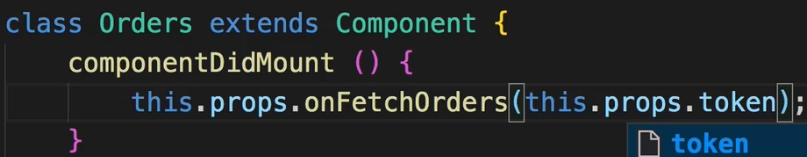 class Orders extends Component {
componentDidMount () {
this.props.onFetchOrders(this.props.token);
}
token